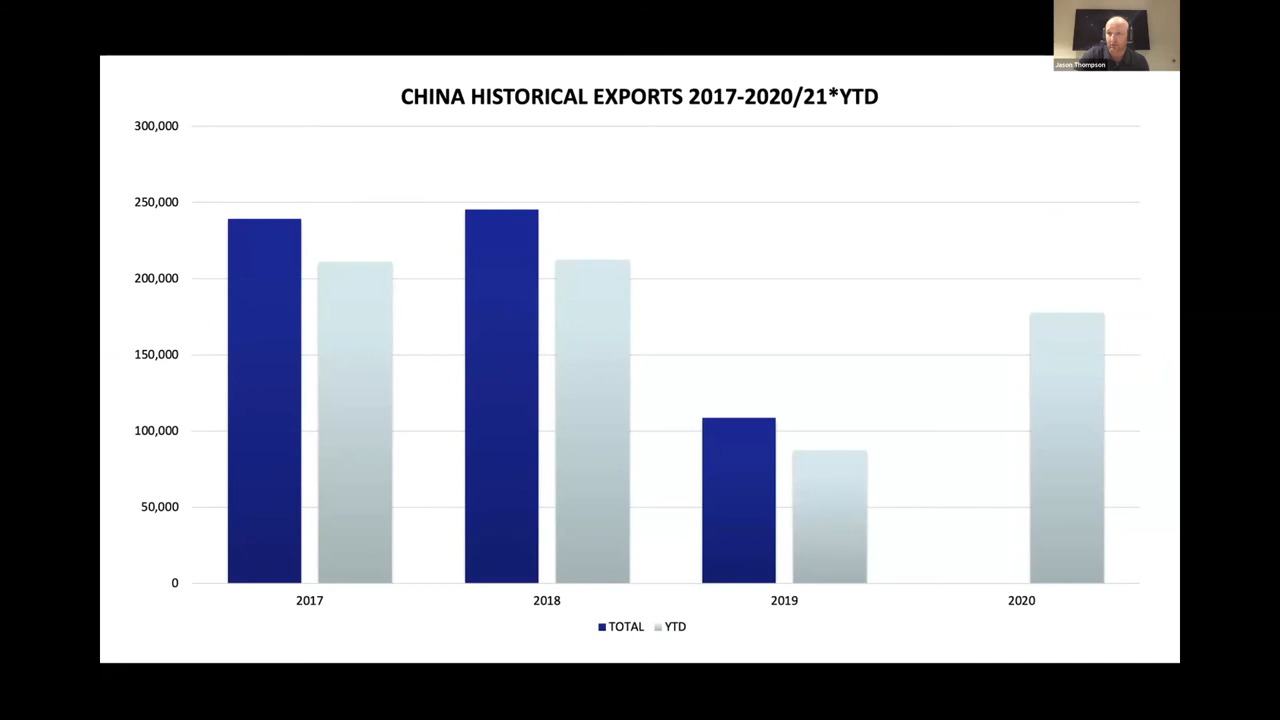 Jason Thompson
CHINA HISTORICAL EXPORTS 2017-2020/21*YTD
300,000
250,000
200,000
150,000
100,000
50,000
0
2017 2018 2019 2020
TOTAL YTD